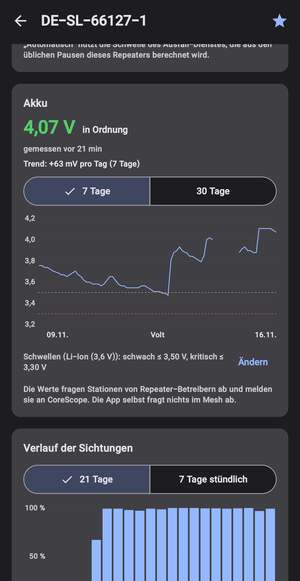 DE-SL-66127-1
„Automatisch" nutzt die Schwelle des Ausfall-Dienstes, die aus den
üblichen Pausen dieses Repeaters berechnet wird.
Akku
4,07 V in Ordnung
gemessen vor 21 min
Trend: +63 mV pro Tag (7 Tage)
7 Tage
30 Tage
4,2
4,0
3,8
3,6
3,4
3,2
09.11.
Volt
16.11.
Schwellen (Li-Ion (3,6 V)): schwach ≤ 3,50 V, kritisch ≤
3,30 V
Ändern
Die Werte fragen Stationen von Repeater-Betreibern ab und melden
sie an CoreScope. Die App selbst fragt nichts im Mesh ab.
Verlauf der Sichtungen
21 Tage
7 Tage stündlich
100 %
50 %